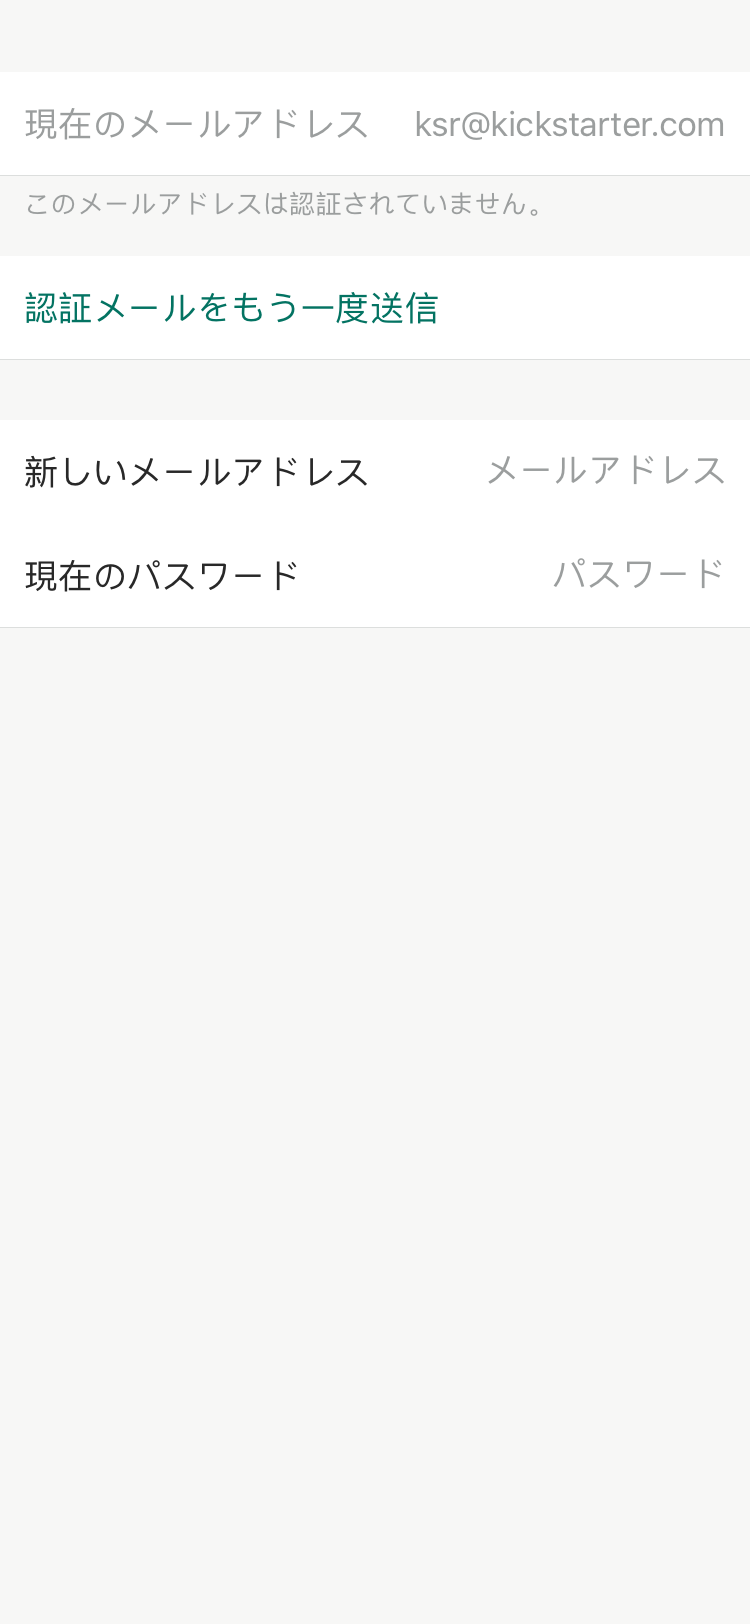 現在のメールアドレス ksr@kickstarter.com
このメールアドレスは認証されていません。
認証メールをもう一度送信
新しいメールアドレス メールアドレス
現在のパスワード パスワード